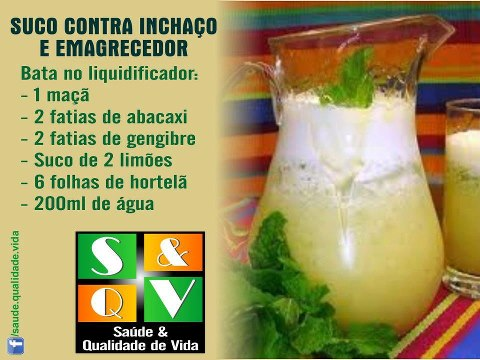 SUCO CONTRA INCHAÇO
E EMAGRECEDOR
Bata no liquidificador:
- 1 maçã
- 2 fatias de abacaxi
- 2 fatias de gengibre
- Suco de 2 limões
- 6 folhas de hortelã
- 200ml de água
S & Q V
Saúde &
Qualidade de Vida
/saude.qualidade.vida